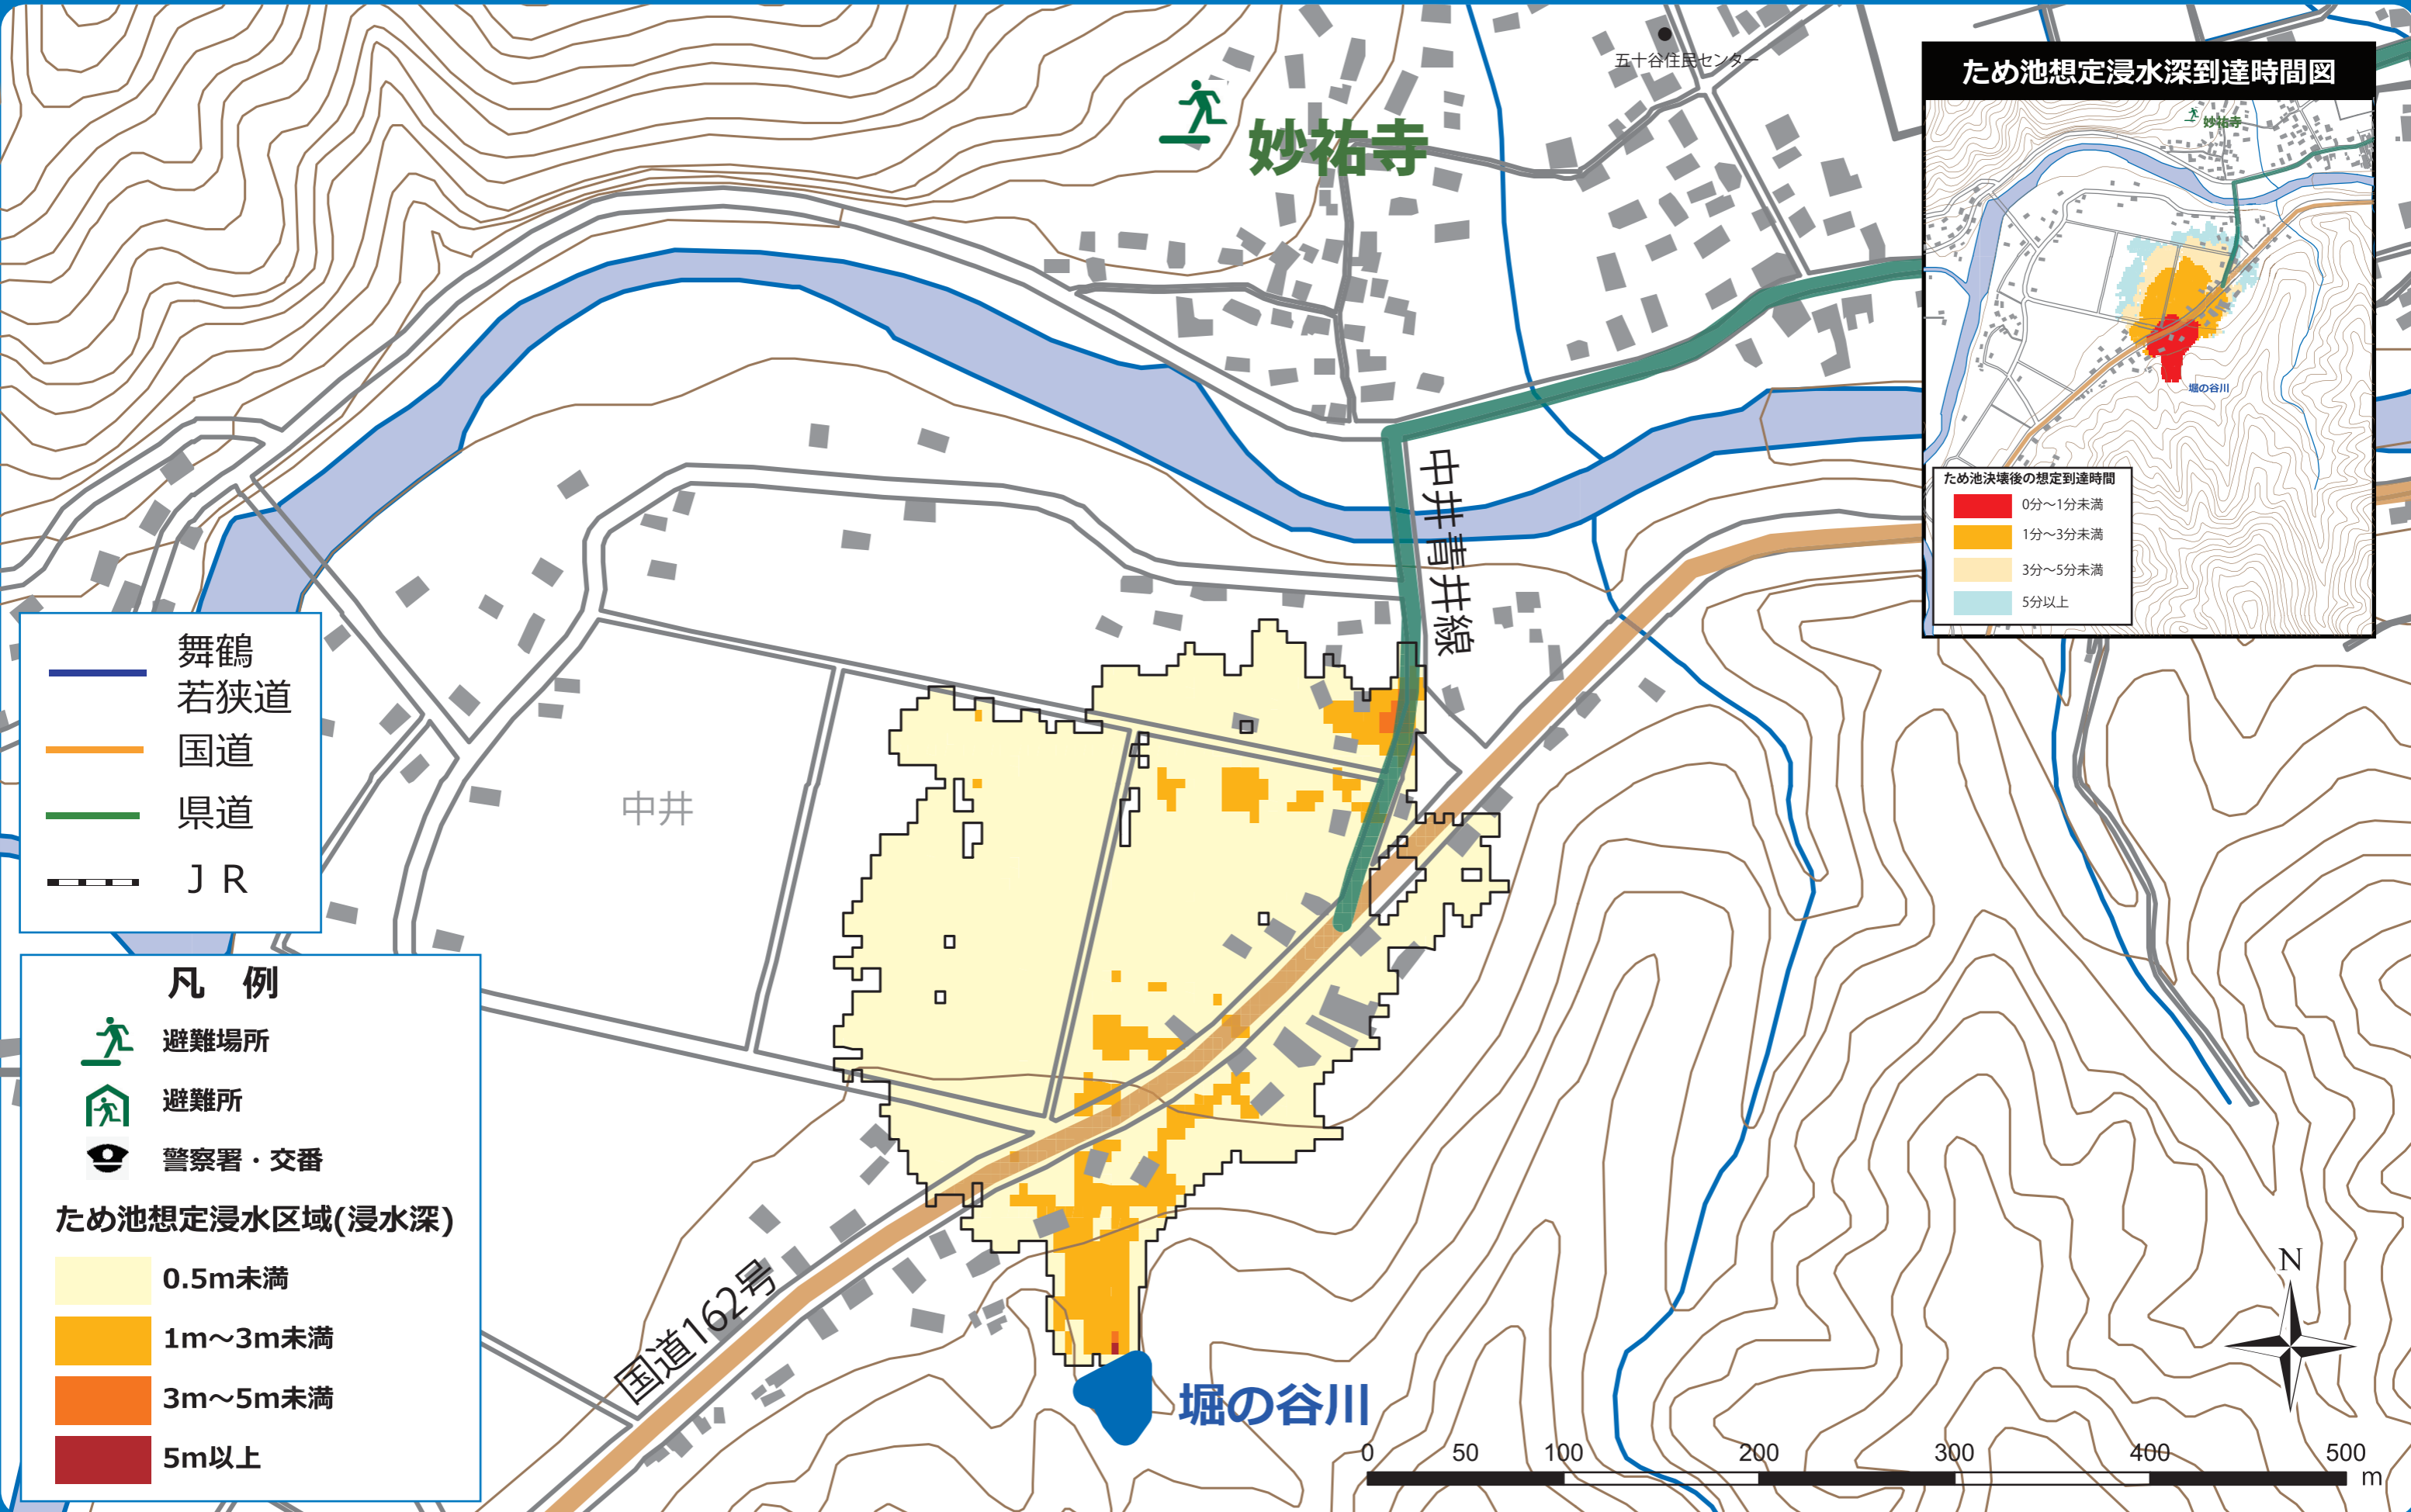 五十谷住民センター
妙祐寺
中井青井線
中井
国道162号
堀の谷川
ため池想定浸水深到達時間図
妙祐寺
堀の谷川
ため池決壊後の想定到達時間
0分~1分未満
1分~3分未満
3分~5分未満
5分以上
舞鶴
若狭道
国道
県道
JR
凡 例
避難場所
避難所
警察署・交番
ため池想定浸水区域(浸水深)
0.5m未満
1m~3m未満
3m~5m未満
5m以上
N
0 50 100 200 300 400 500
m